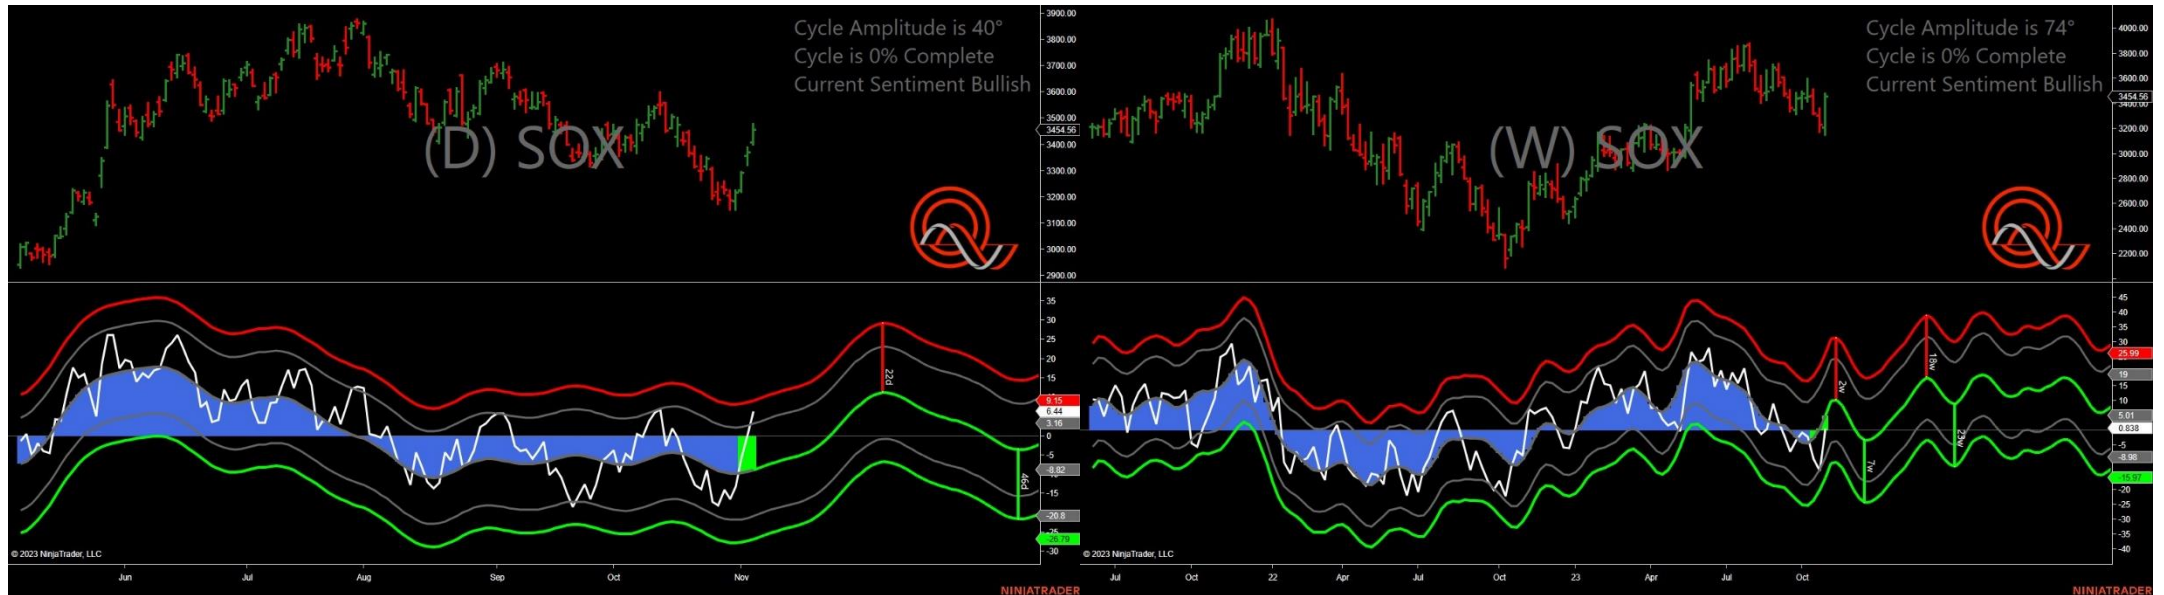 Cycle Amplitude is 40°
Cycle is 0% Complete
Current Sentiment Bullish
(D) SOX
3900.00
3800.00
3700.00
3600.00
3500.00
3454.56
3400.00
3300.00
3200.00
3100.00
3000.00
2900.00
35
30
25
20
15
9.15
6.44
3.16
0
-5
-8.82
-15
-20.8
-25
-26.79
-30
22d
46d
© 2023 NinjaTrader, LLC
Jun Jul Aug Sep Oct Nov
NINJATRADER
Cycle Amplitude is 74°
Cycle is 0% Complete
Current Sentiment Bullish
(W) SOX
4000.00
3800.00
3600.00
3454.56
3400.00
3200.00
3000.00
2800.00
2600.00
2400.00
2200.00
45
40
35
30
25.99
19
15
10
5.01
0.838
-5
-8.98
-15.97
-20
-25
-30
-35
-40
2w
18w
7w
23w
© 2023 NinjaTrader, LLC
Jul Oct 22 Apr Jul Oct 23 Apr Jul Oct
NINJATRADER